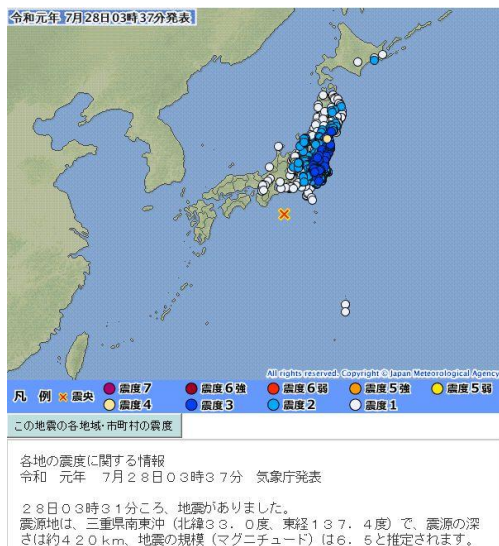 令和元年 7月28日03時37分発表
All rights reserved. Copyright © Japan Meteorological Agency
凡 例 × 震央 震度7 震度6強 震度6弱 震度5強 震度5弱
震度4 震度3 震度2 震度1
この地震の各地域・市町村の震度
各地の震度に関する情報
令和 元年 7月28日03時37分 気象庁発表
28日03時31分ころ、地震がありました。
震源地は、三重県南東沖(北緯33.0度、東経137.4度)で、震源の深
さは約420km、地震の規模(マグニチュード)は6.5と推定されます。